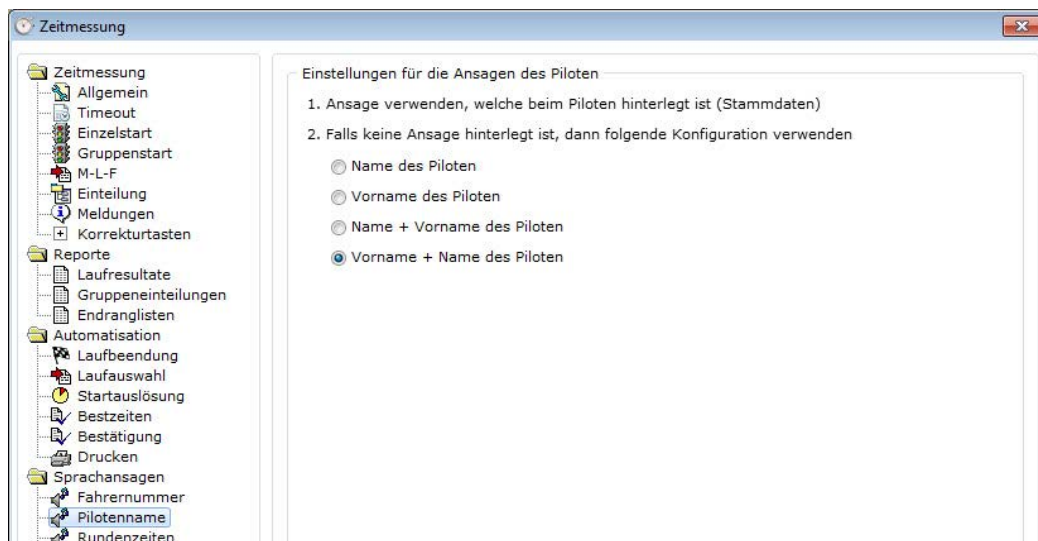 Zeitmessung
Zeitmessung
Allgemein
Timeout
Einzelstart
Gruppenstart
M-L-F
Einteilung
Meldungen
Korrekturtasten
Reporte
Laufresultate
Gruppeneinteilungen
Endranglisten
Automatisation
Laufbeendung
Laufauswahl
Startauslösung
Bestzeiten
Bestätigung
Drucken
Sprachansagen
Fahrernummer
Pilotenname
Rundenzeiten
Einstellungen für die Ansagen des Piloten
1. Ansage verwenden, welche beim Piloten hinterlegt ist (Stammdaten)
2. Falls keine Ansage hinterlegt ist, dann folgende Konfiguration verwenden
Name des Piloten
Vorname des Piloten
Name + Vorname des Piloten
Vorname + Name des Piloten